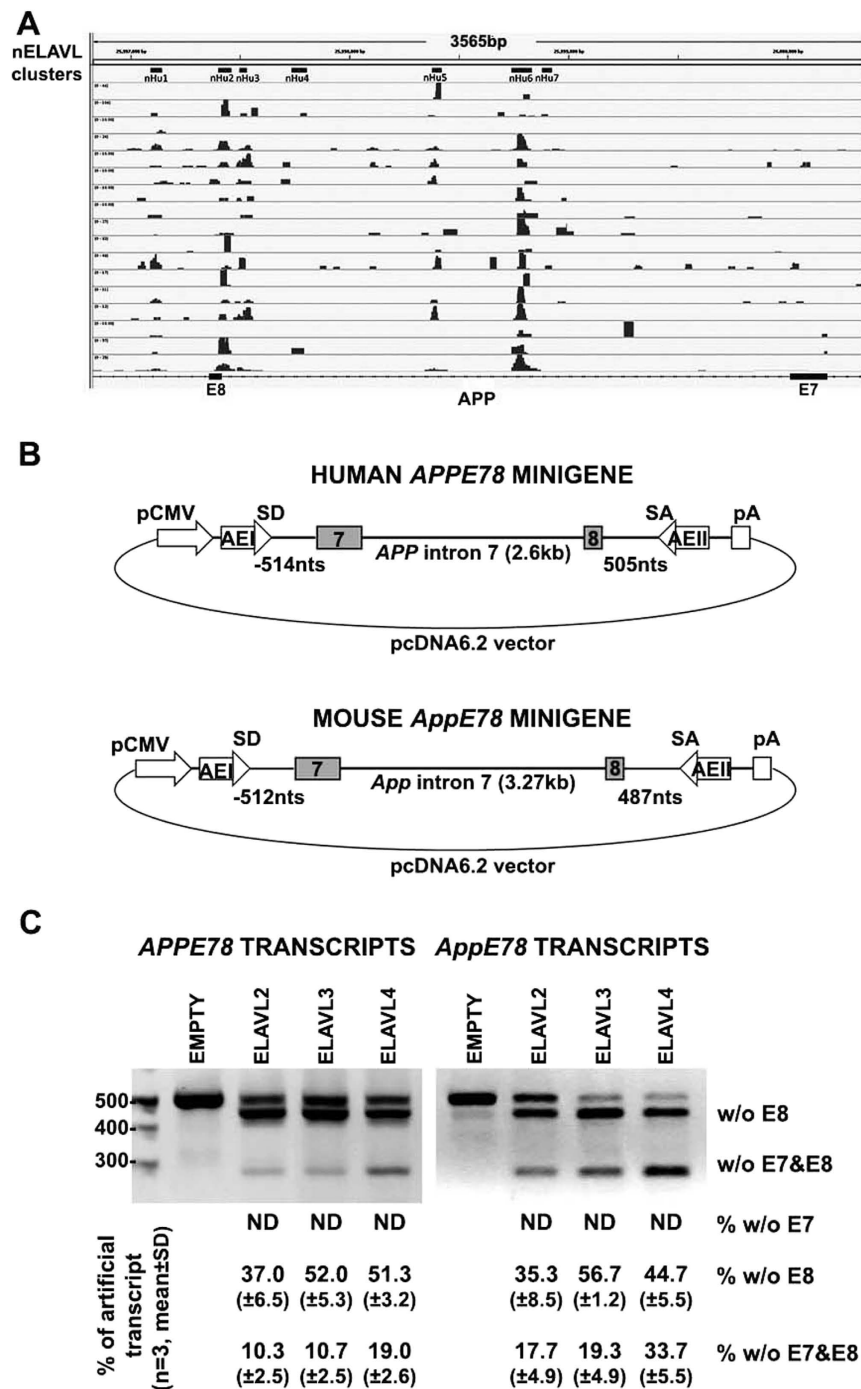 A
nELAVL
clusters
3565bp
nHu1 nHu2 nHu3 nHu4 nHu5 nHu6 nHu7
E8 APP E7
B
HUMAN APPE78 MINIGENE
pCMV SD SA pA
AEI 7 8 AEII
-514nts APP intron 7 (2.6kb) 505nts
pcDNA6.2 vector
MOUSE AppE78 MINIGENE
pCMV SD SA pA
AEI 7 8 AEII
-512nts App intron 7 (3.27kb) 487nts
pcDNA6.2 vector
C
APPE78 TRANSCRIPTS AppE78 TRANSCRIPTS
EMPTY ELAVL2 ELAVL3 ELAVL4 EMPTY ELAVL2 ELAVL3 ELAVL4
500
400
300
w/o E8
w/o E7&E8
% of artificial
transcript
(n=3, mean±SD)
ND ND ND ND ND ND % w/o E7
37.0 52.0 51.3 35.3 56.7 44.7 % w/o E8
(±6.5) (±5.3) (±3.2) (±8.5) (±1.2) (±5.5)
10.3 10.7 19.0 17.7 19.3 33.7 % w/o E7&E8
(±2.5) (±2.5) (±2.6) (±4.9) (±4.9) (±5.5)